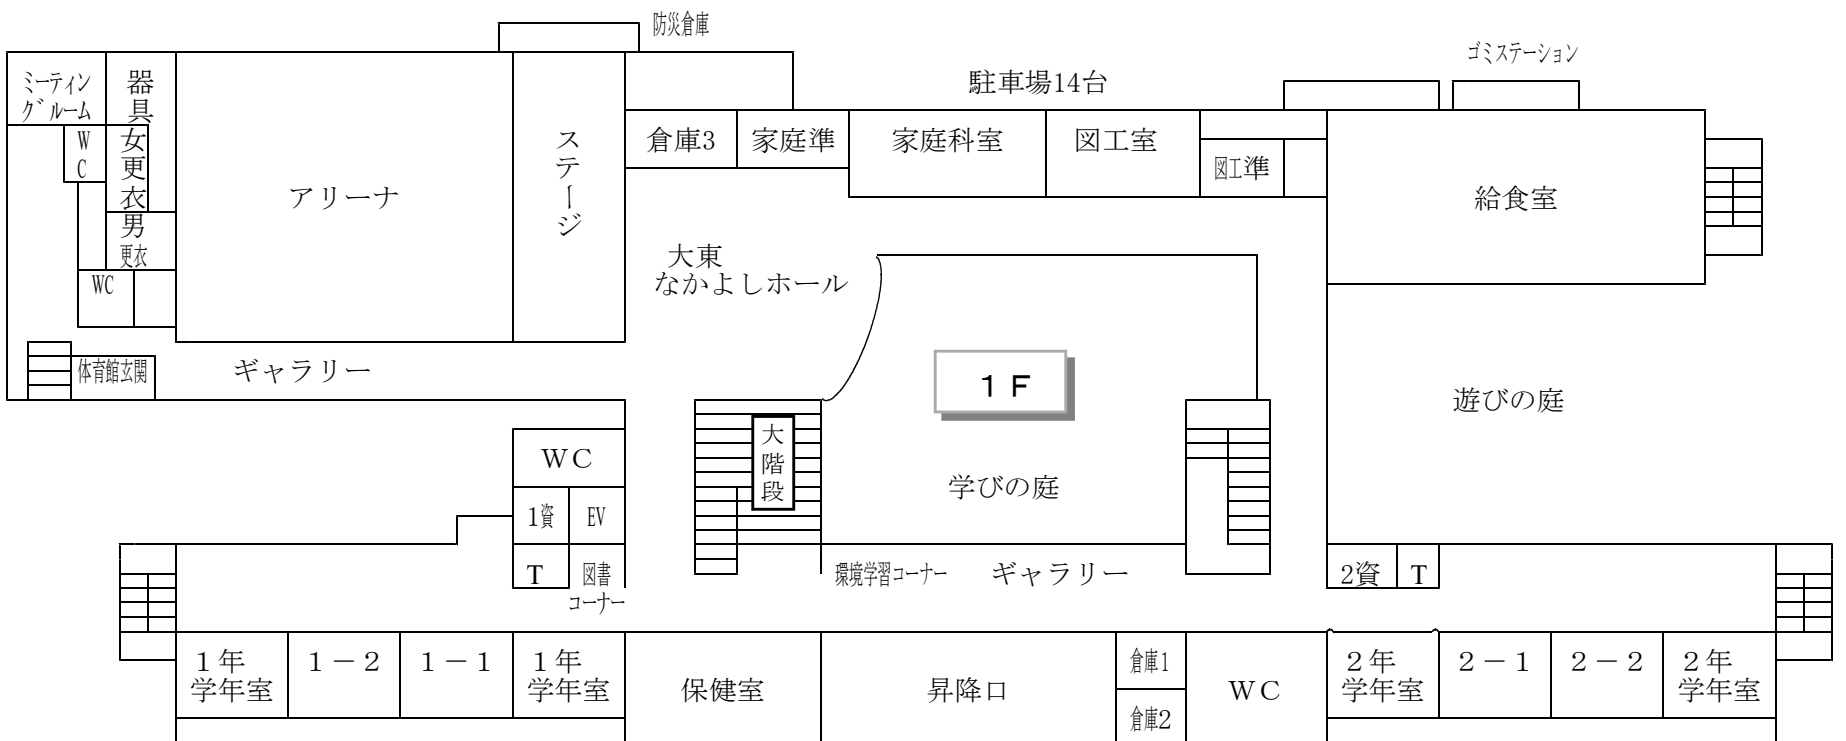 防災倉庫
ゴミステーション
駐車場14台
ミーティン
グルーム
器
具
WC
女
更
衣
男
更衣
WC
体育館玄関
アリーナ
ステージ
ギャラリー
倉庫3
家庭準
家庭科室
図工室
図工準
給食室
大東
なかよしホール
1F
遊びの庭
学びの庭
大階段
WC
1資
EV
T
図書
コーナー
環境学習コーナー
ギャラリー
2資
T
1年
学年室
1-2
1-1
1年
学年室
保健室
昇降口
倉庫1
倉庫2
WC
2年
学年室
2-1
2-2
2年
学年室